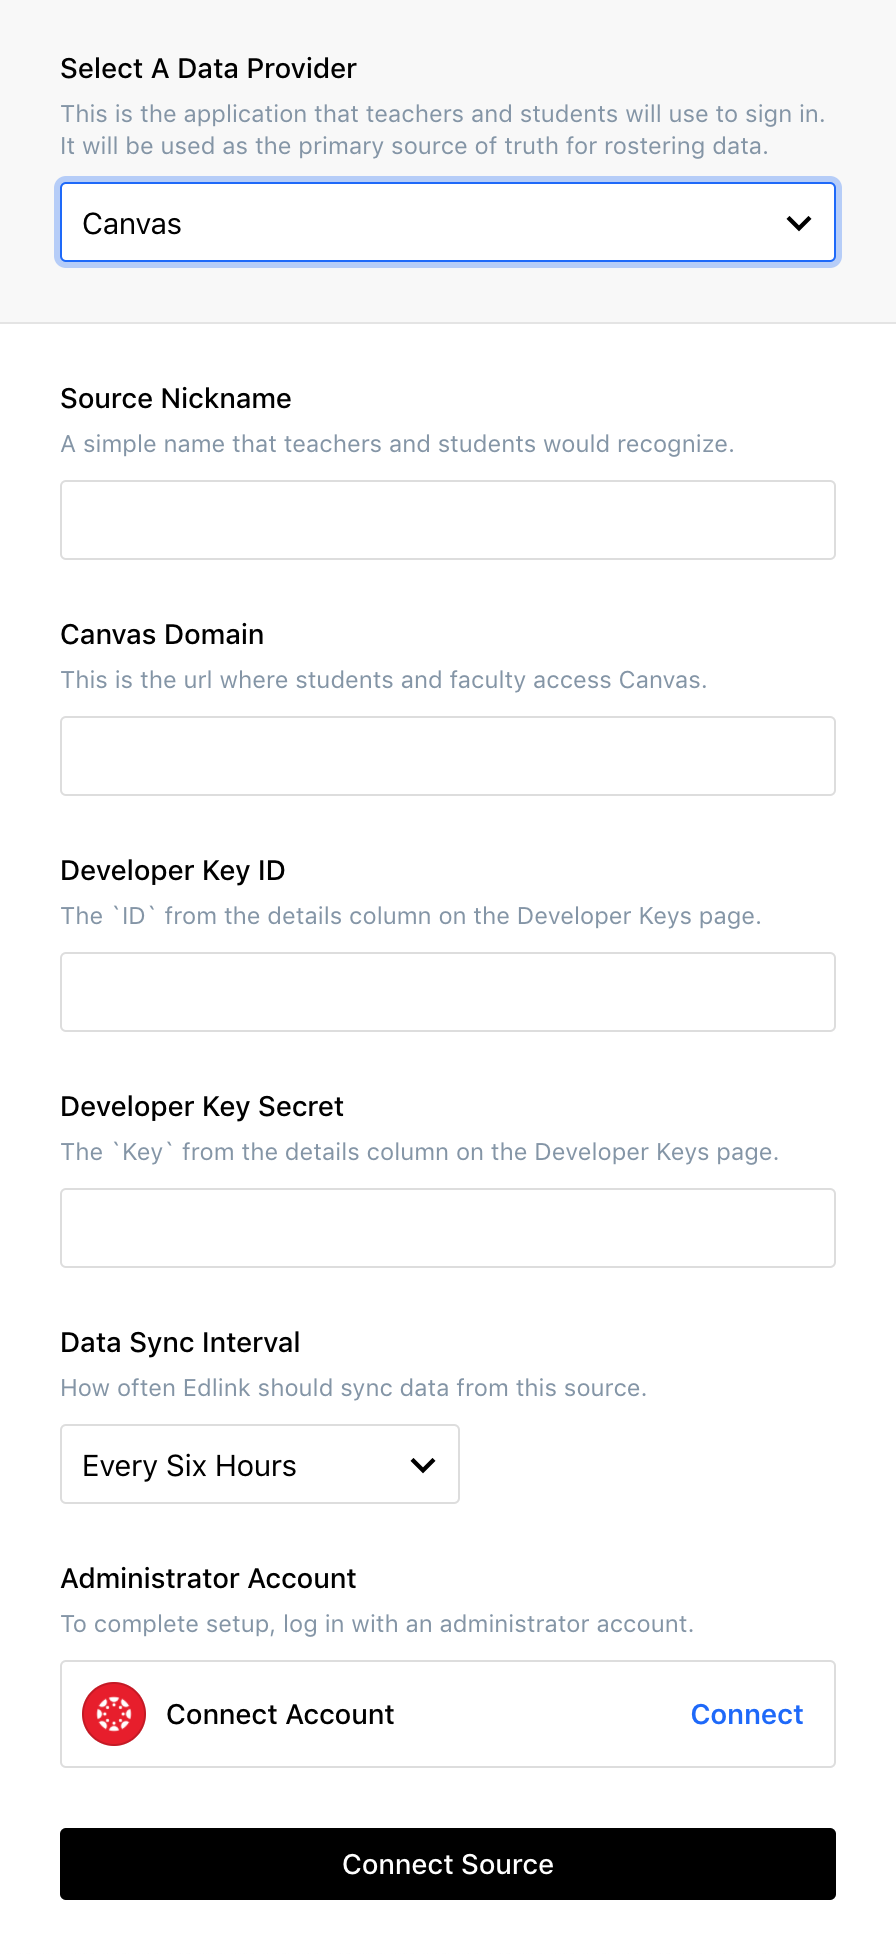 Select A Data Provider
This is the application that teachers and students will use to sign in.
It will be used as the primary source of truth for rostering data.
Canvas
Source Nickname
A simple name that teachers and students would recognize.
Canvas Domain
This is the url where students and faculty access Canvas.
Developer Key ID
The `ID` from the details column on the Developer Keys page.
Developer Key Secret
The `Key` from the details column on the Developer Keys page.
Data Sync Interval
How often Edlink should sync data from this source.
Every Six Hours
Administrator Account
To complete setup, log in with an administrator account.
Connect Account Connect
Connect Source